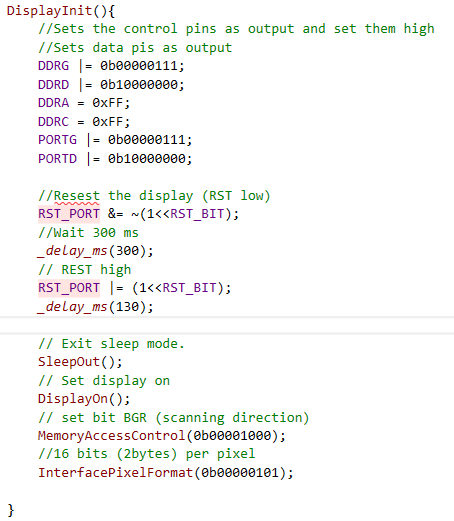 DisplayInit(){
//Sets the control pins as output and set them high
//Sets data pis as output
DDRG |= 0b00000111;
DDRD |= 0b10000000;
DDRA = 0xFF;
DDRC = 0xFF;
PORTG |= 0b00000111;
PORTD |= 0b10000000;
//Resest the display (RST low)
RST_PORT &= ~(1<<RST_BIT);
//Wait 300 ms
_delay_ms(300);
// REST high
RST_PORT |= (1<<RST_BIT);
_delay_ms(130);
// Exit sleep mode.
SleepOut();
// Set display on
DisplayOn();
// set bit BGR (scanning direction)
MemoryAccessControl(0b00001000);
//16 bits (2bytes) per pixel
InterfacePixelFormat(0b00000101);
}